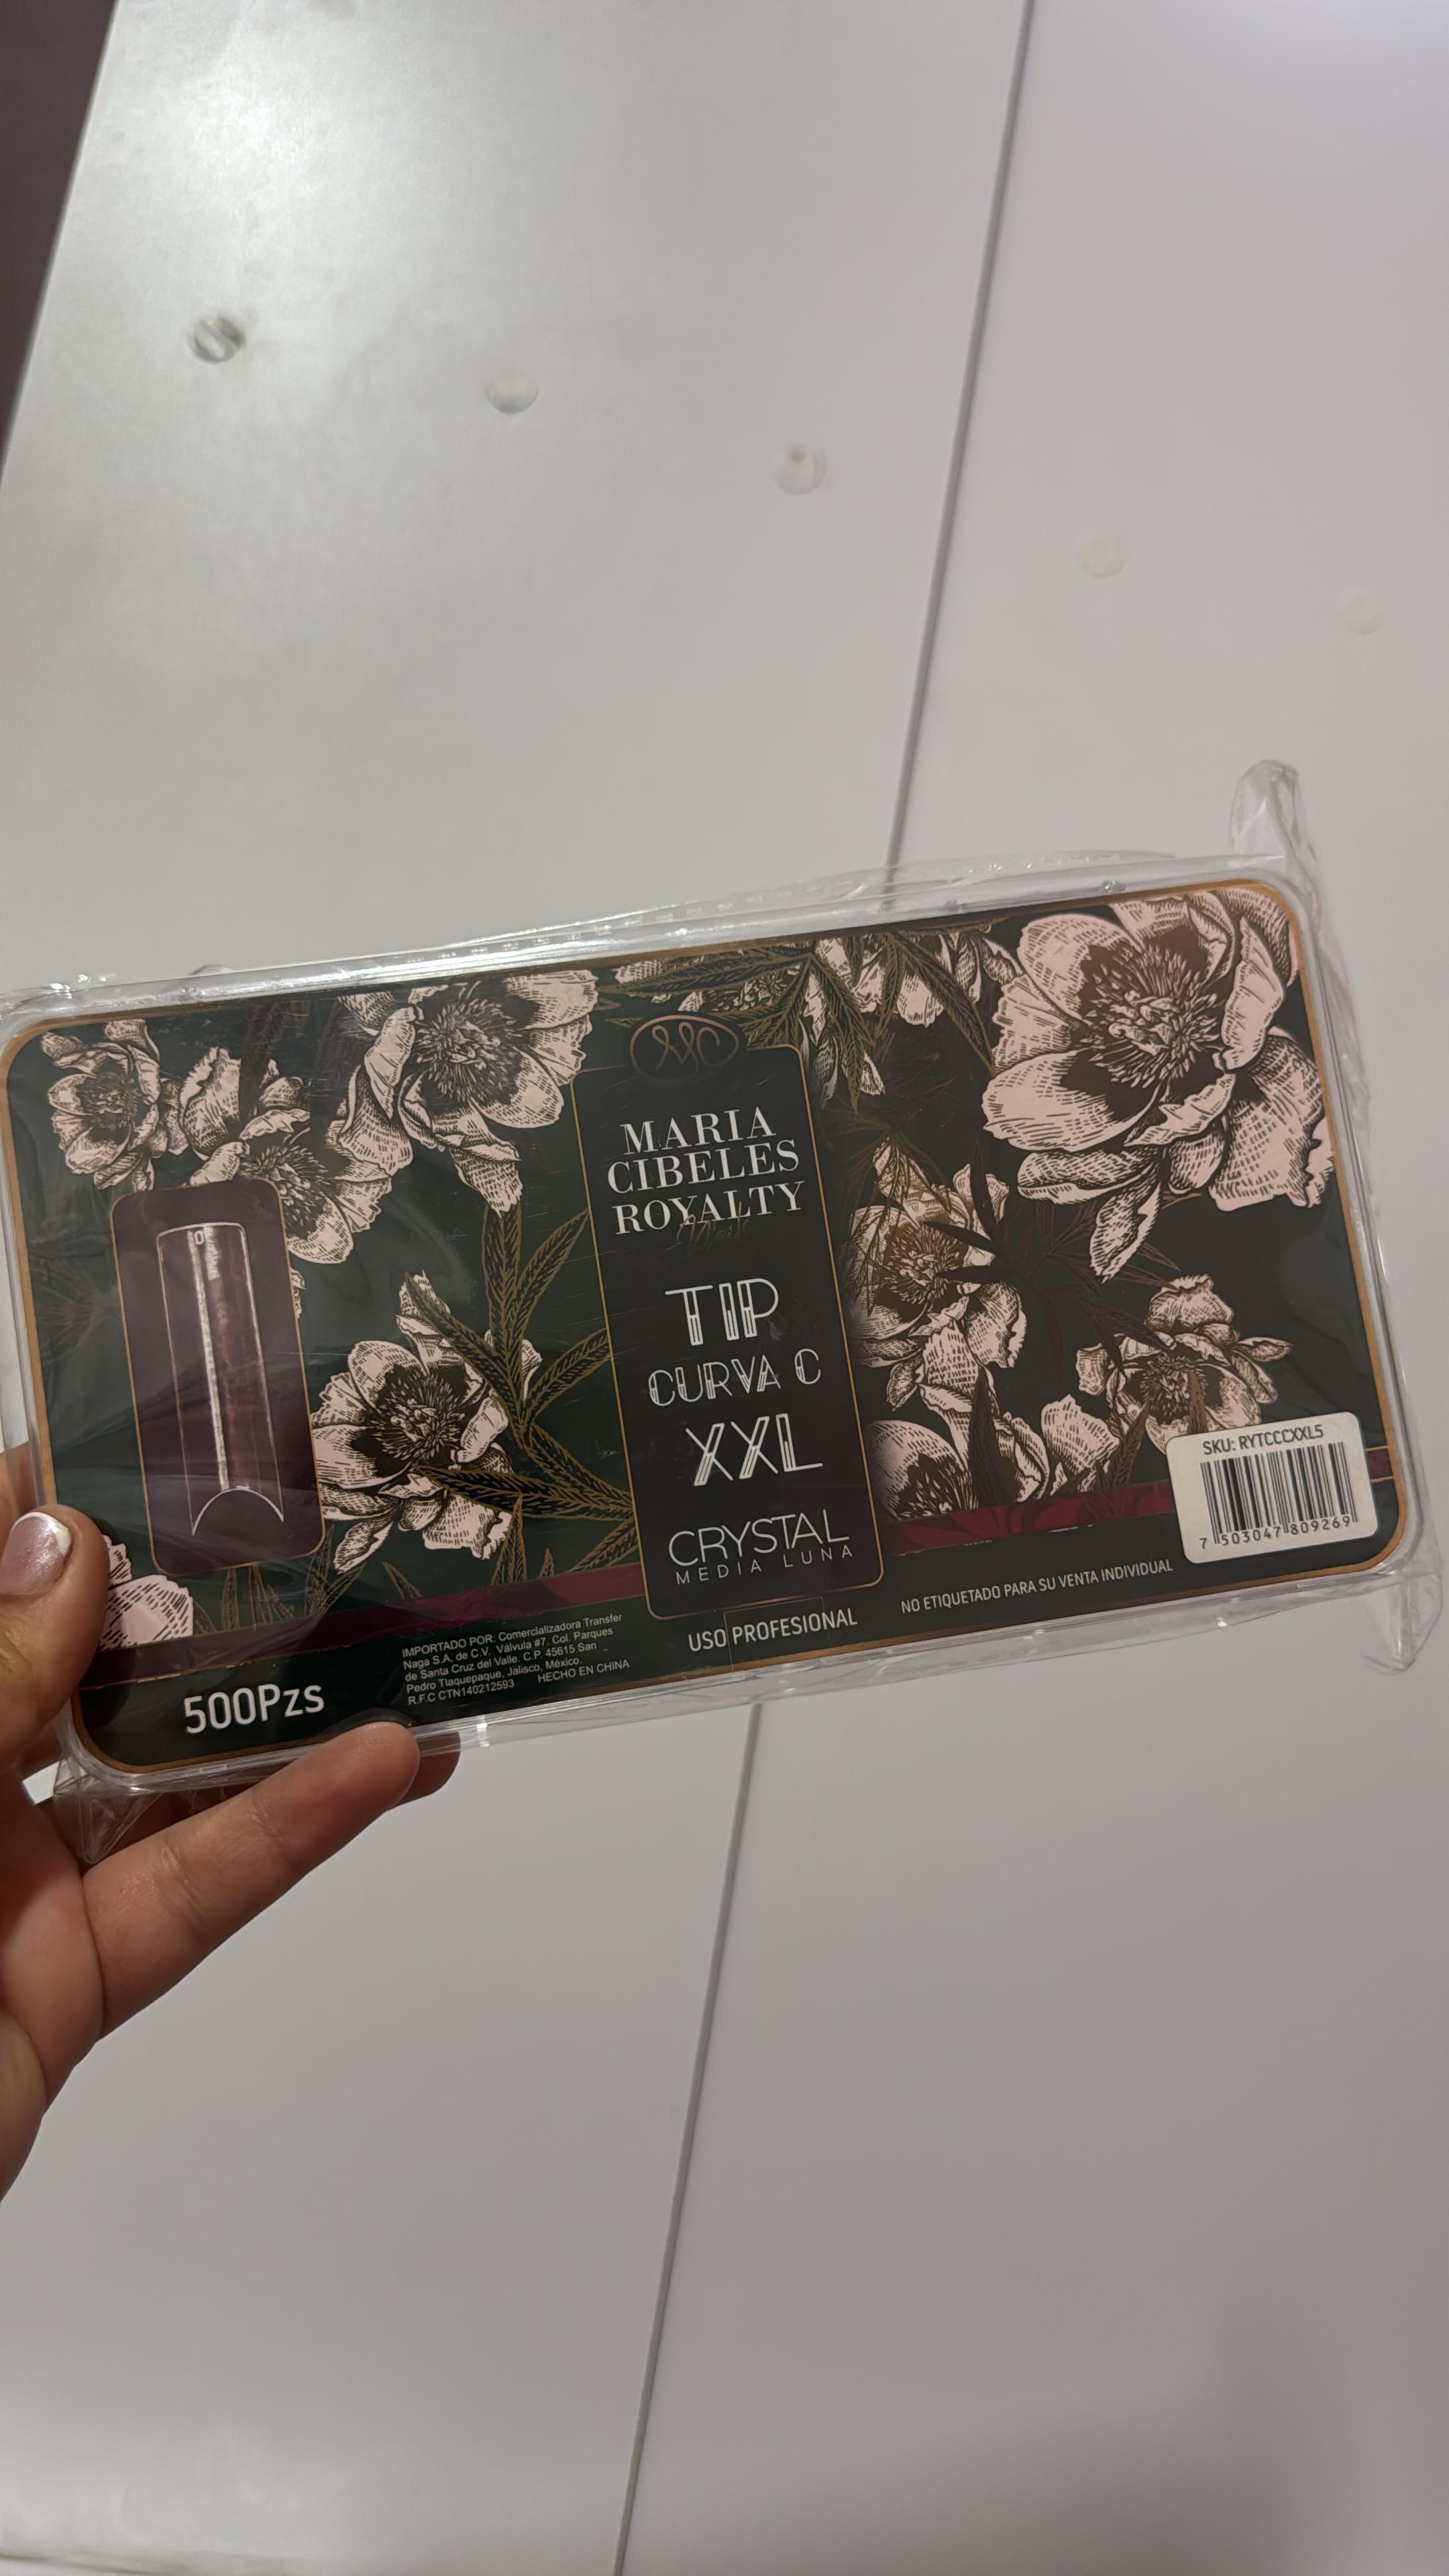 MC
MARIA
CIBELES
ROYALTY
TIP
CURVA C
XXL
CRYSTAL
MEDIA LUNA
SKU: RYTCCCXXL5
7 503047 809269
500Pzs
IMPORTADO POR: Comercializadora Transfer
Naga S.A, de C.V. Válvula #7, Col. Parques
de Santa Cruz del Valle. C.P. 45615 San
Pedro Tlaquepaque, Jalisco, México.
R.F.C CTN140212593 HECHO EN CHINA
USO PROFESIONAL
NO ETIQUETADO PARA SU VENTA INDIVIDUAL